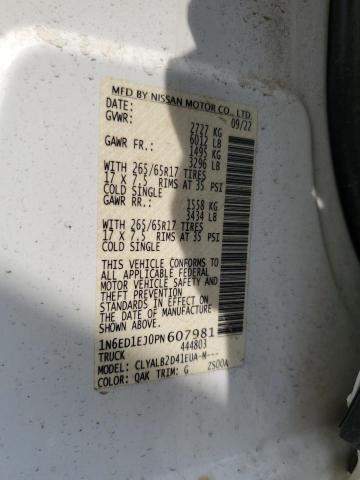 MFD BY NISSAN MOTOR CO., LTD.
DATE: 09/22
GVWR: 2727 KG
6012 LB
GAWR FR.: 1495 KG
3296 LB
WITH 265/65R17 TIRES
17 X 7.5 RIMS AT 35 PSI
COLD SINGLE
GAWR RR.: 1558 KG
3434 LB
WITH 265/65R17 TIRES
17 X 7.5 RIMS AT 35 PSI
COLD SINGLE
THIS VEHICLE CONFORMS TO
ALL APPLICABLE FEDERAL
MOTOR VEHICLE SAFETY
STANDARDS IN EFFECT ON
THE DATE OF MANUFACTURE
SHOWN ABOVE.
1N6ED1EJ0PN607981
TRUCK 444803
MODEL: CLYALB2D41EUA-M---
COLOR: QAK TRIM: G 2S00A